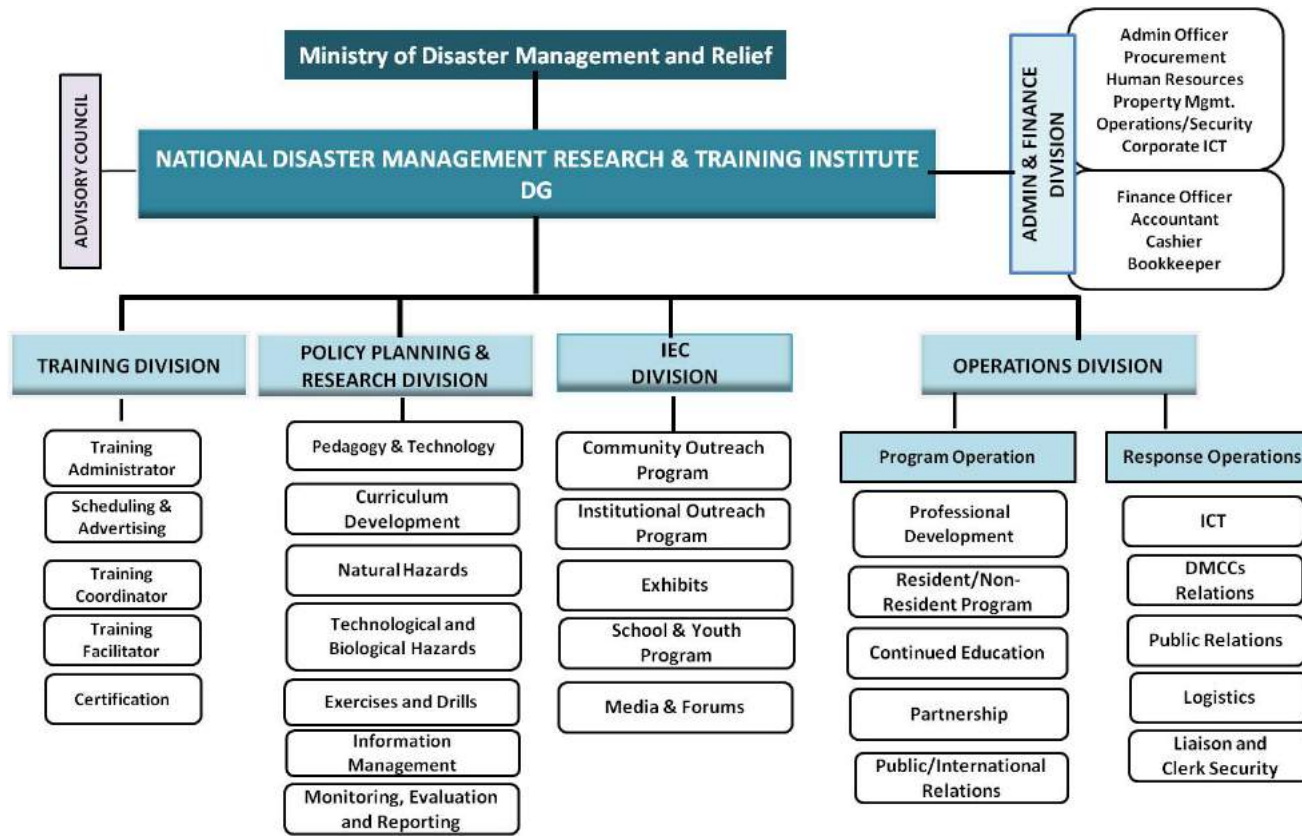 Ministry of Disaster Management and Relief
ADVISORY COUNCIL
NATIONAL DISASTER MANAGEMENT RESEARCH & TRAINING INSTITUTE
DG
ADMIN & FINANCE
DIVISION
Admin Officer
Procurement
Human Resources
Property Mgmt.
Operations/Security
Corporate ICT
Finance Officer
Accountant
Cashier
Bookkeeper
TRAINING DIVISION
Training
Administrator
Scheduling &
Advertising
Training
Coordinator
Training
Facilitator
Certification
POLICY PLANNING &
RESEARCH DIVISION
Pedagogy & Technology
Curriculum
Development
Natural Hazards
Technological and
Biological Hazards
Exercises and Drills
Information
Management
Monitoring, Evaluation
and Reporting
IEC
DIVISION
Community Outreach
Program
Institutional Outreach
Program
Exhibits
School & Youth
Program
Media & Forums
OPERATIONS DIVISION
Program Operation
Professional
Development
Resident/Non-
Resident Program
Continued Education
Partnership
Public/International
Relations
Response Operations
ICT
DMCCs
Relations
Public Relations
Logistics
Liaison and
Clerk Security